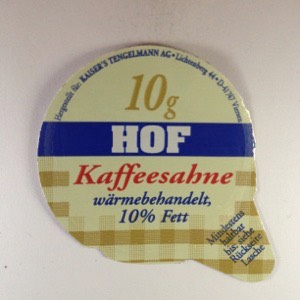 Hergestellt für: KAISER'S TENGELMANN AG • Lichtenberg 44 • D-41747 Viersen
10g
HOF
Kaffeesahne
wärmebehandelt,
10% Fett
Mindestens
haltbar
bis: siehe
Rückseite
Lasche